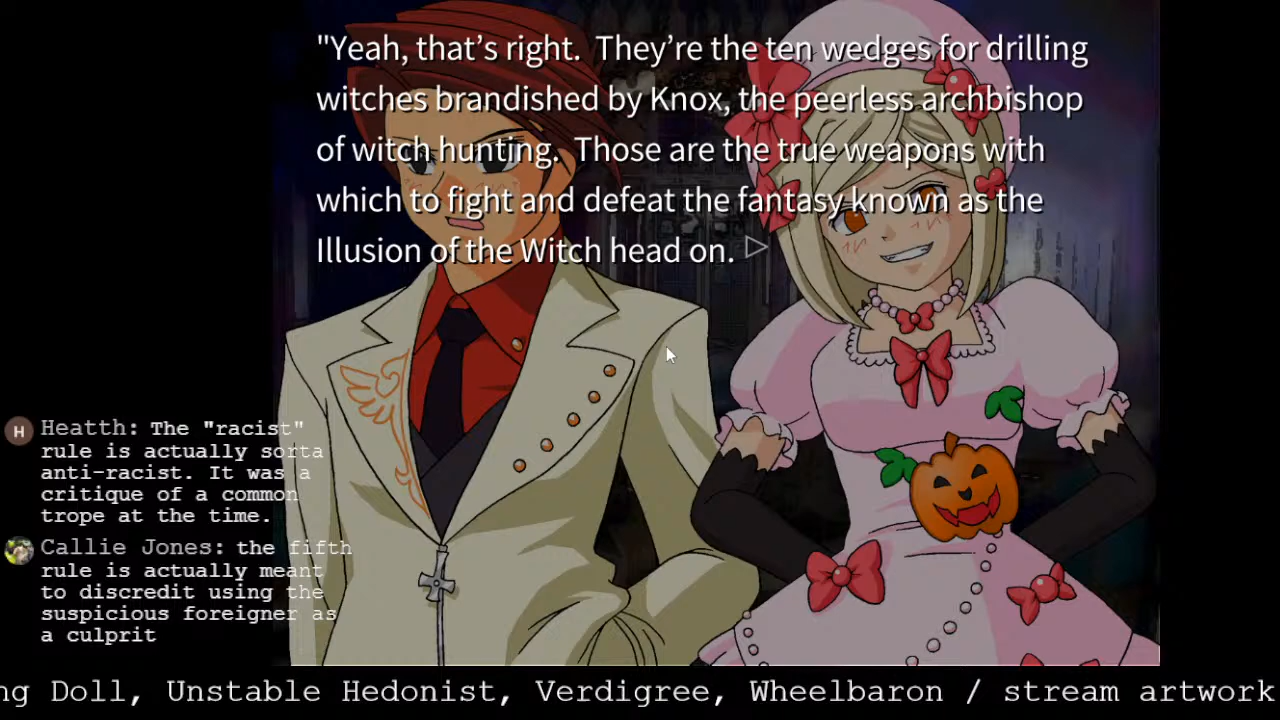 "Yeah, that's right.  They're the ten wedges for drilling
witches brandished by Knox, the peerless archbishop
of witch hunting.  Those are the true weapons with
which to fight and defeat the fantasy known as the
Illusion of the Witch head on.
H
Heatth: The "racist"
rule is actually sorta
anti-racist. It was a
critique of a common
trope at the time.
Callie Jones: the fifth
rule is actually meant
to discredit using the
suspicious foreigner as
a culprit
ng Doll, Unstable Hedonist, Verdigree, Wheelbaron / stream artwork